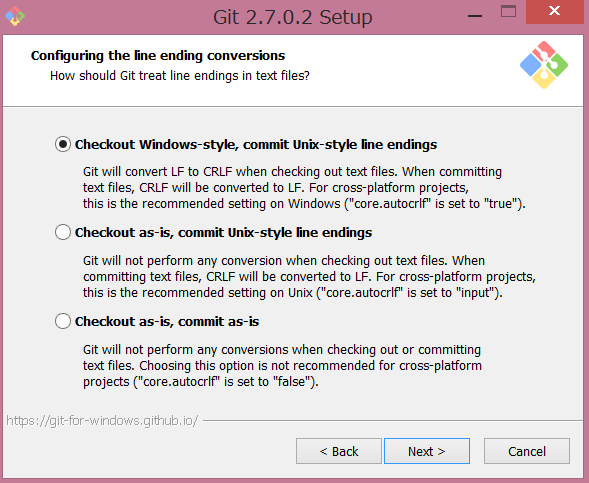 Git 2.7.0.2 Setup
Configuring the line ending conversions
How should Git treat line endings in text files?
Checkout Windows-style, commit Unix-style line endings
Git will convert LF to CRLF when checking out text files. When committing
text files, CRLF will be converted to LF. For cross-platform projects,
this is the recommended setting on Windows ("core.autocrlf" is set to "true").
Checkout as-is, commit Unix-style line endings
Git will not perform any conversion when checking out text files. When
committing text files, CRLF will be converted to LF. For cross-platform projects,
this is the recommended setting on Unix ("core.autocrlf" is set to "input").
Checkout as-is, commit as-is
Git will not perform any conversions when checking out or committing
text files. Choosing this option is not recommended for cross-platform
projects ("core.autocrlf" is set to "false").
https://git-for-windows.github.io/
< Back
Next >
Cancel